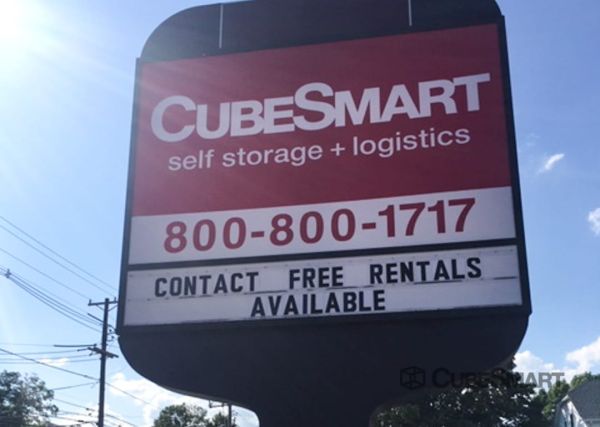 CUBESMART
self storage + logistics
800-800-1717
CONTACT FREE RENTALS
AVAILABLE
CUBESMART